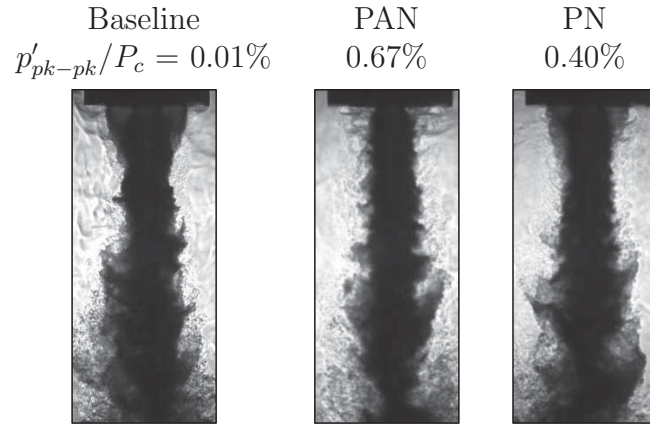 Baseline PAN PN
p'pk−pk/Pc = 0.01% 0.67% 0.40%